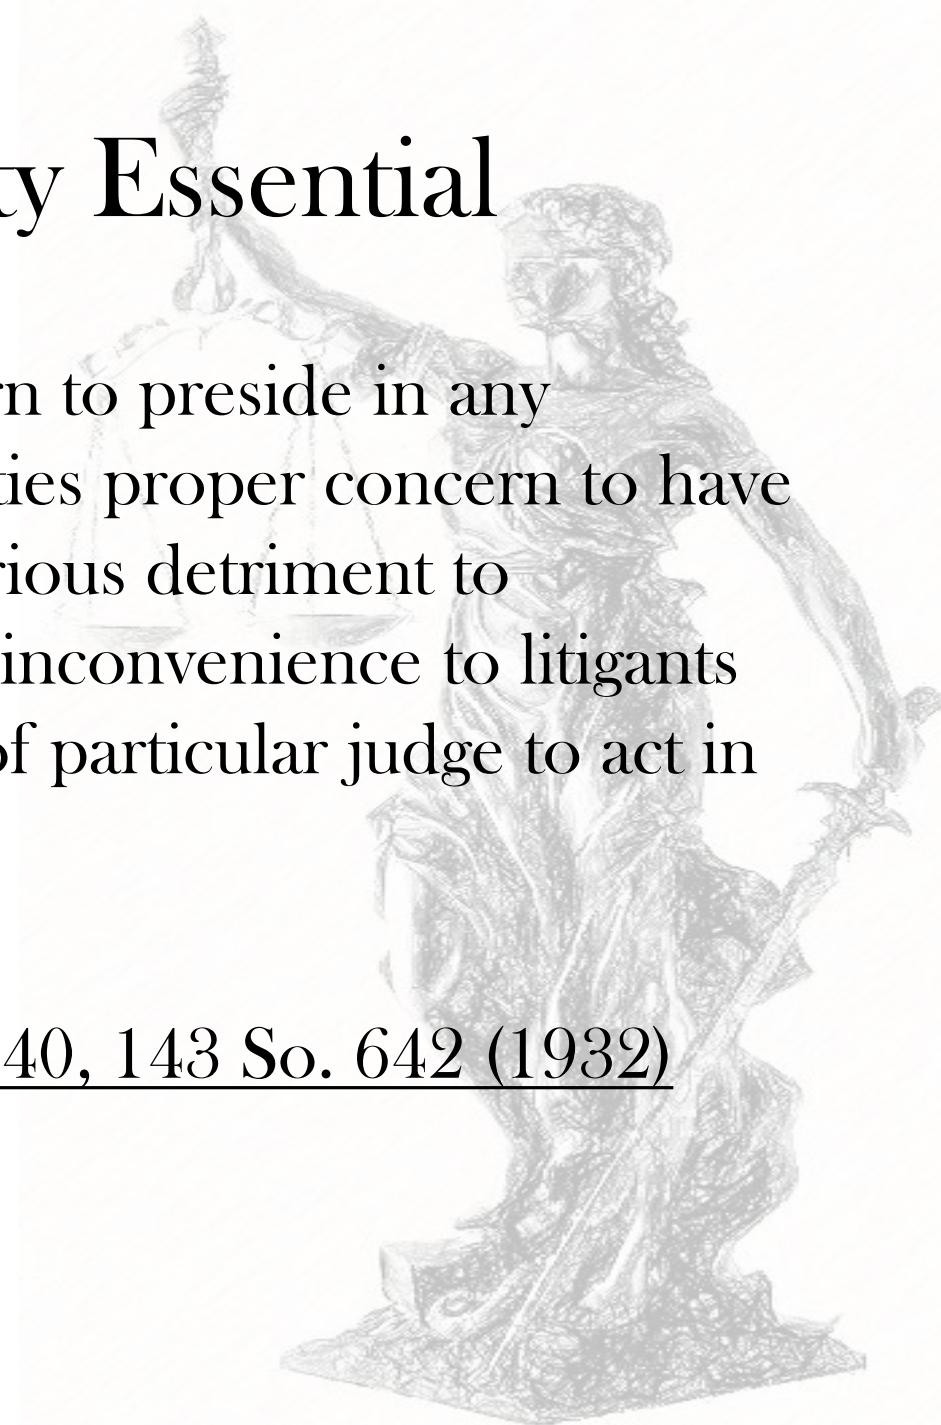 ty Essential
rn to preside in any
ties proper concern to have
rious detriment to
inconvenience to litigants
of particular judge to act in
40, 143 So. 642 (1932)